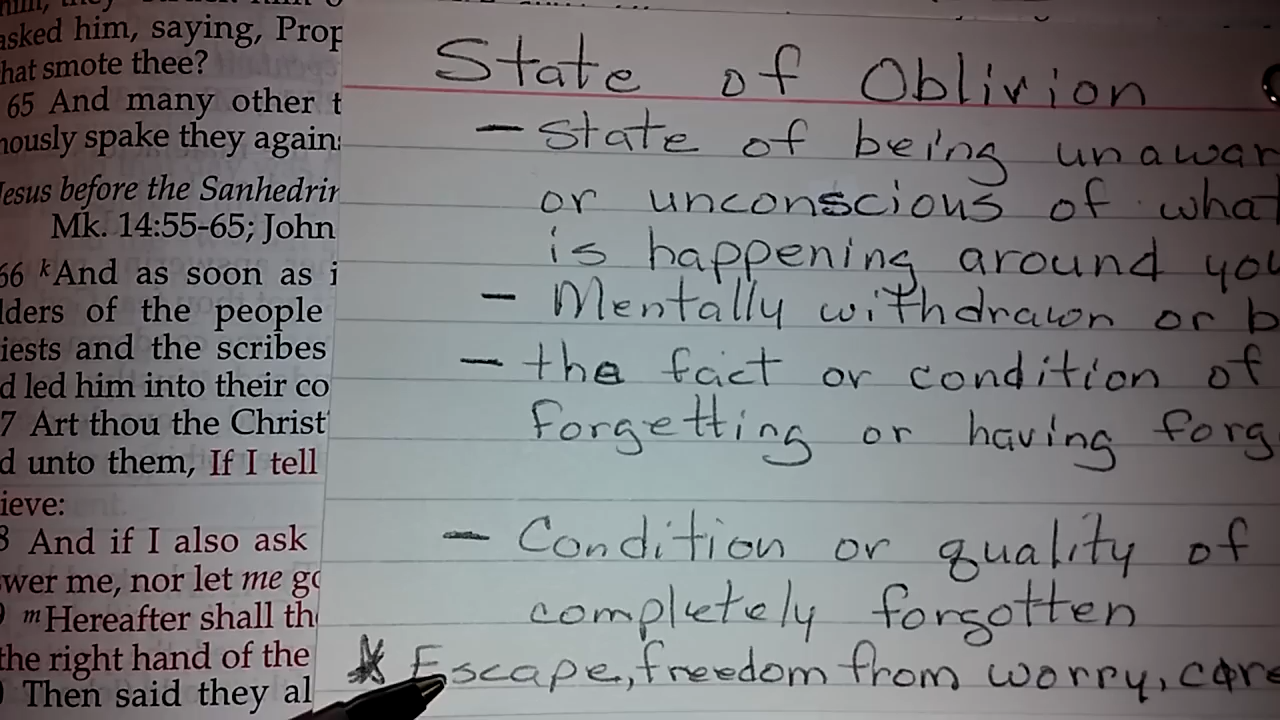 asked him, saying, Prop
hat smote thee?
65 And many other t
nously spake they again
Jesus before the Sanhedrin
Mk. 14:55-65; John
66 k And as soon as i
lders of the people
iests and the scribes
d led him into their co
7 Art thou the Christ
d unto them, If I tell
ieve:
8 And if I also ask
wer me, nor let me go
m Hereafter shall th
the right hand of the
Then said they al
State of Oblivion
- State of being unawar
or unconscious of what
is happening around you
- Mentally withdrawn or b
- the fact or condition of
forgetting or having forg
- Condition or quality of
completely forgotten
* Escape, freedom from worry, care